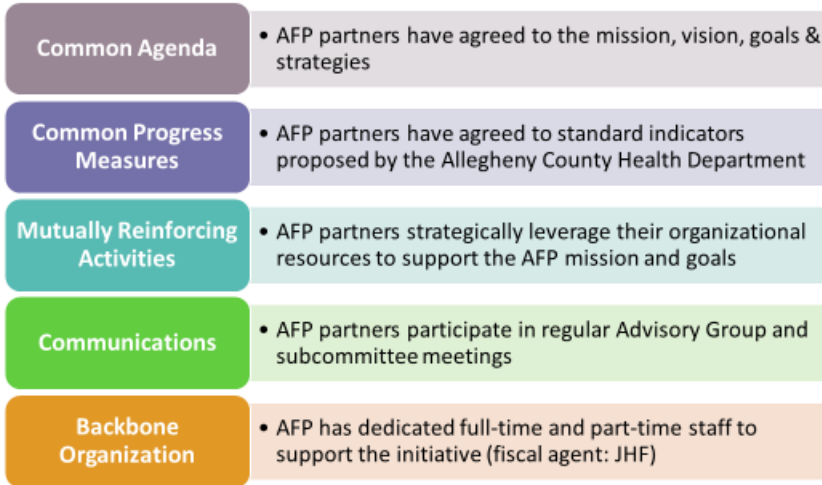 Common Agenda
• AFP partners have agreed to the mission, vision, goals &
strategies
Common Progress
Measures
• AFP partners have agreed to standard indicators
proposed by the Allegheny County Health Department
Mutually Reinforcing
Activities
• AFP partners strategically leverage their organizational
resources to support the AFP mission and goals
Communications
• AFP partners participate in regular Advisory Group and
subcommittee meetings
Backbone
Organization
• AFP has dedicated full-time and part-time staff to
support the initiative (fiscal agent: JHF)